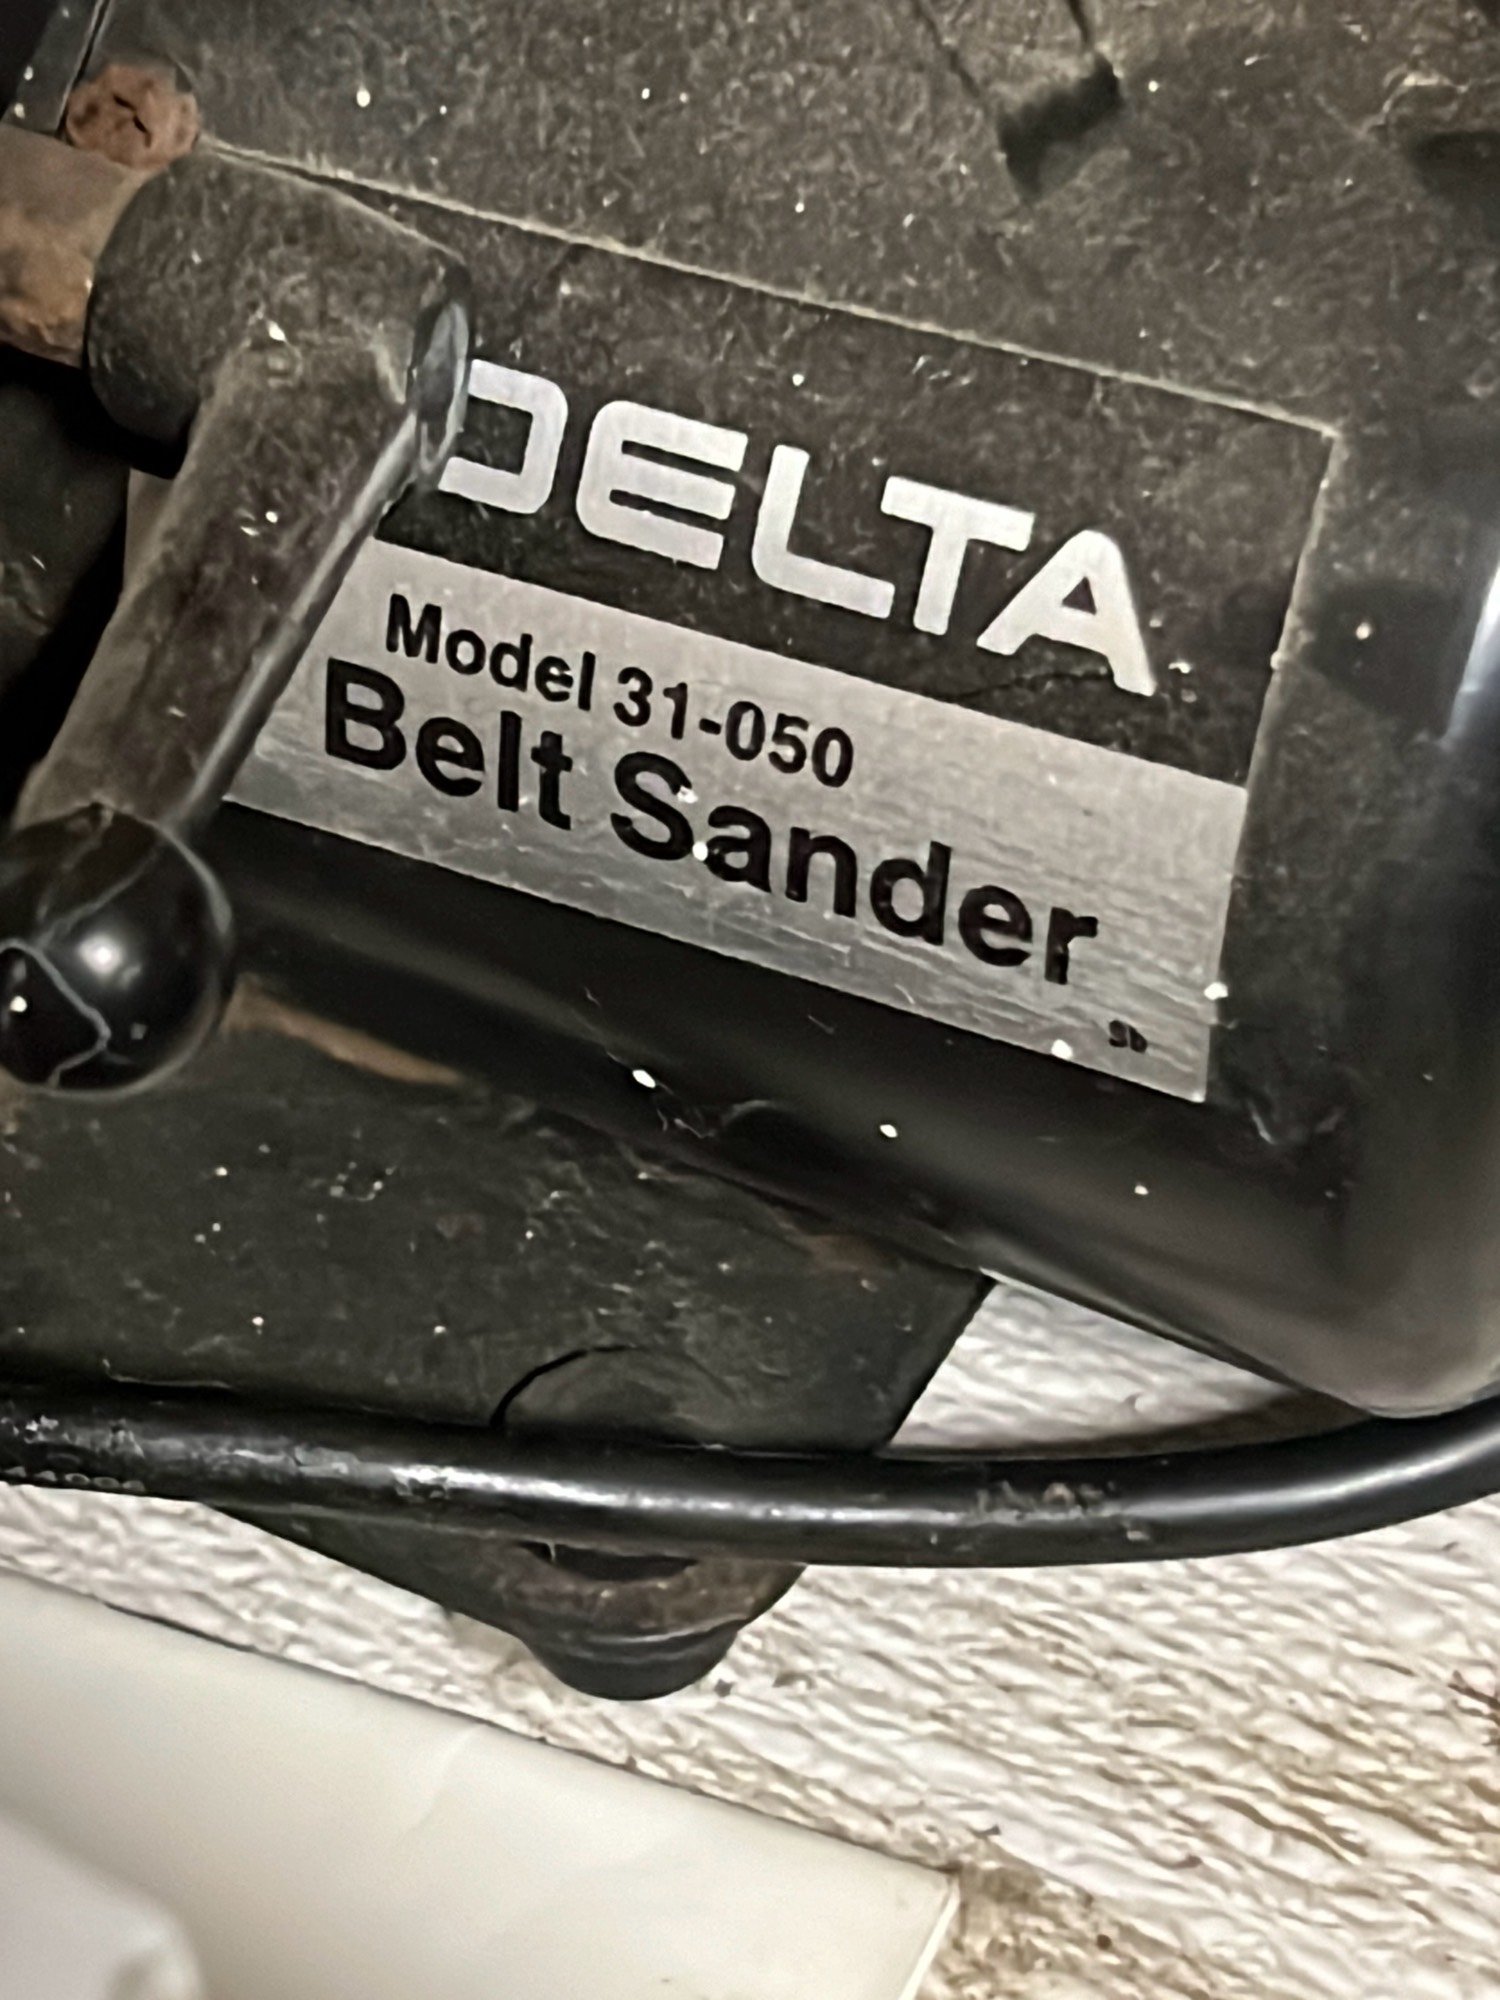 DELTA
Model 31-050
Belt Sander